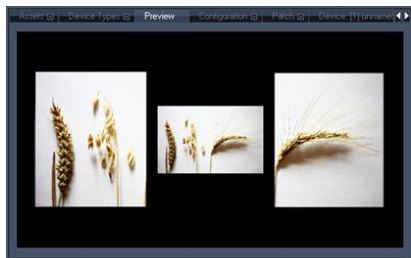 Assets
Device Types
Preview
Configuration
Patch
Device: (1) unname